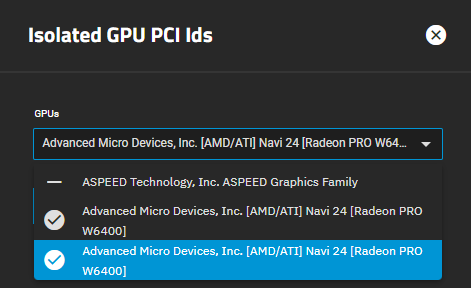 Isolated GPU PCI Ids
GPUs
Advanced Micro Devices, Inc. [AMD/ATI] Navi 24 [Radeon PRO W64...
ASPEED Technology, Inc. ASPEED Graphics Family
Advanced Micro Devices, Inc. [AMD/ATI] Navi 24 [Radeon PRO
W6400]
Advanced Micro Devices, Inc. [AMD/ATI] Navi 24 [Radeon PRO
W6400]